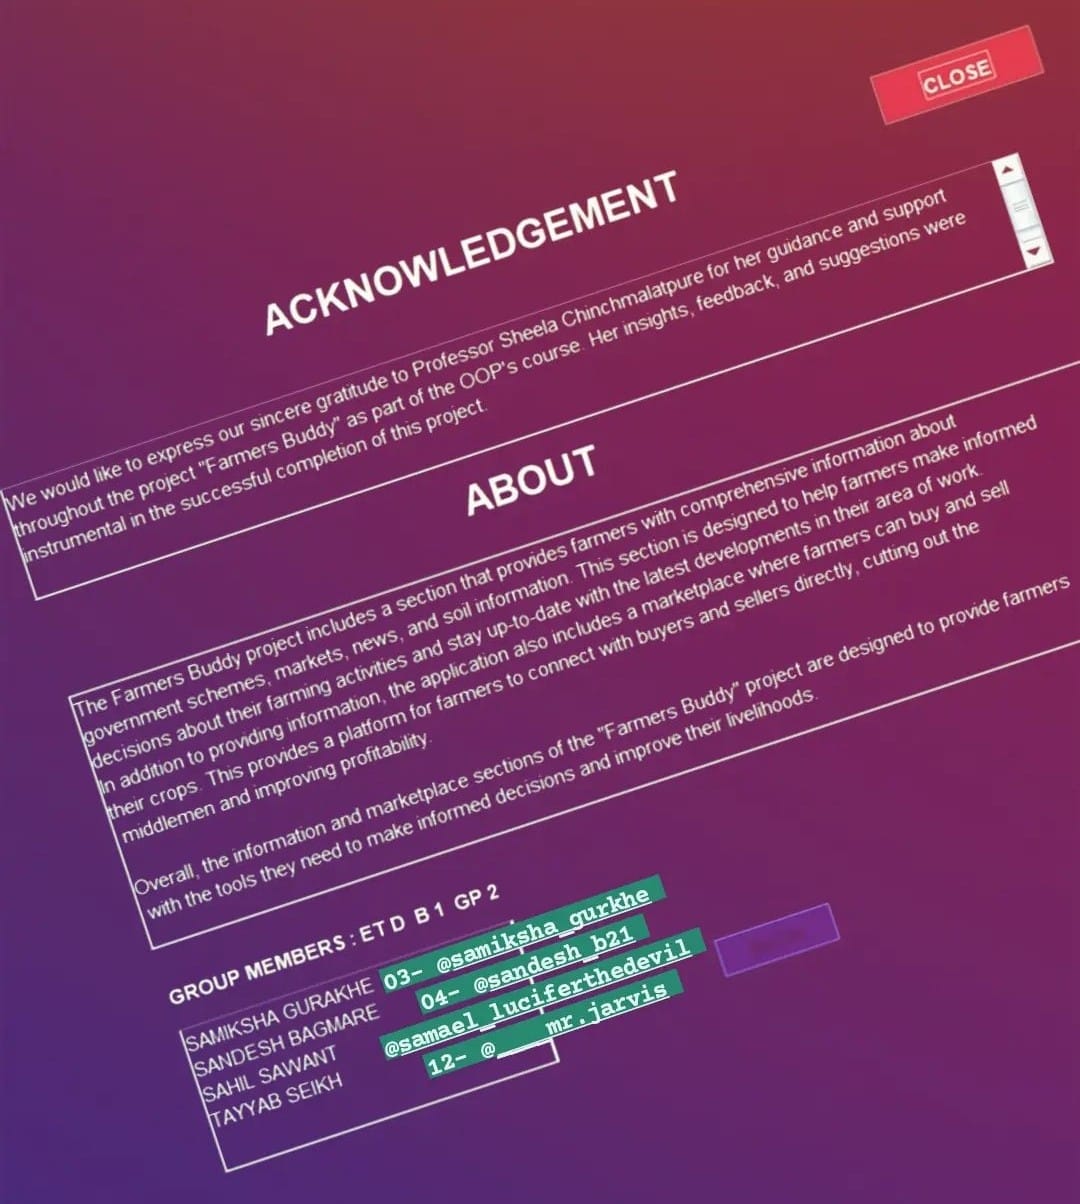 CLOSE
ACKNOWLEDGEMENT
We would like to express our sincere gratitude to Professor Sheela Chinchmalatpure for her guidance and support
throughout the project "Farmers Buddy" as part of the OOP's course. Her insights, feedback, and suggestions were
instrumental in the successful completion of this project.
ABOUT
The Farmers Buddy project includes a section that provides farmers with comprehensive information about
government schemes, markets, news, and soil information. This section is designed to help farmers make informed
decisions about their farming activities and stay up-to-date with the latest developments in their area of work.
In addition to providing information, the application also includes a marketplace where farmers can buy and sell
their crops. This provides a platform for farmers to connect with buyers and sellers directly, cutting out the
middlemen and improving profitability.
Overall, the information and marketplace sections of the "Farmers Buddy" project are designed to provide farmers
with the tools they need to make informed decisions and improve their livelihoods.
GROUP MEMBERS : ET D B 1 GP 2
SAMIKSHA GURAKHE 03- @samiksha_gurkhe
SANDESH BAGMARE 04- @sandesh_b21
SAHIL SAWANT @samael_luciferthedevil
TAYYAB SEIKH 12- @____mr.jarvis